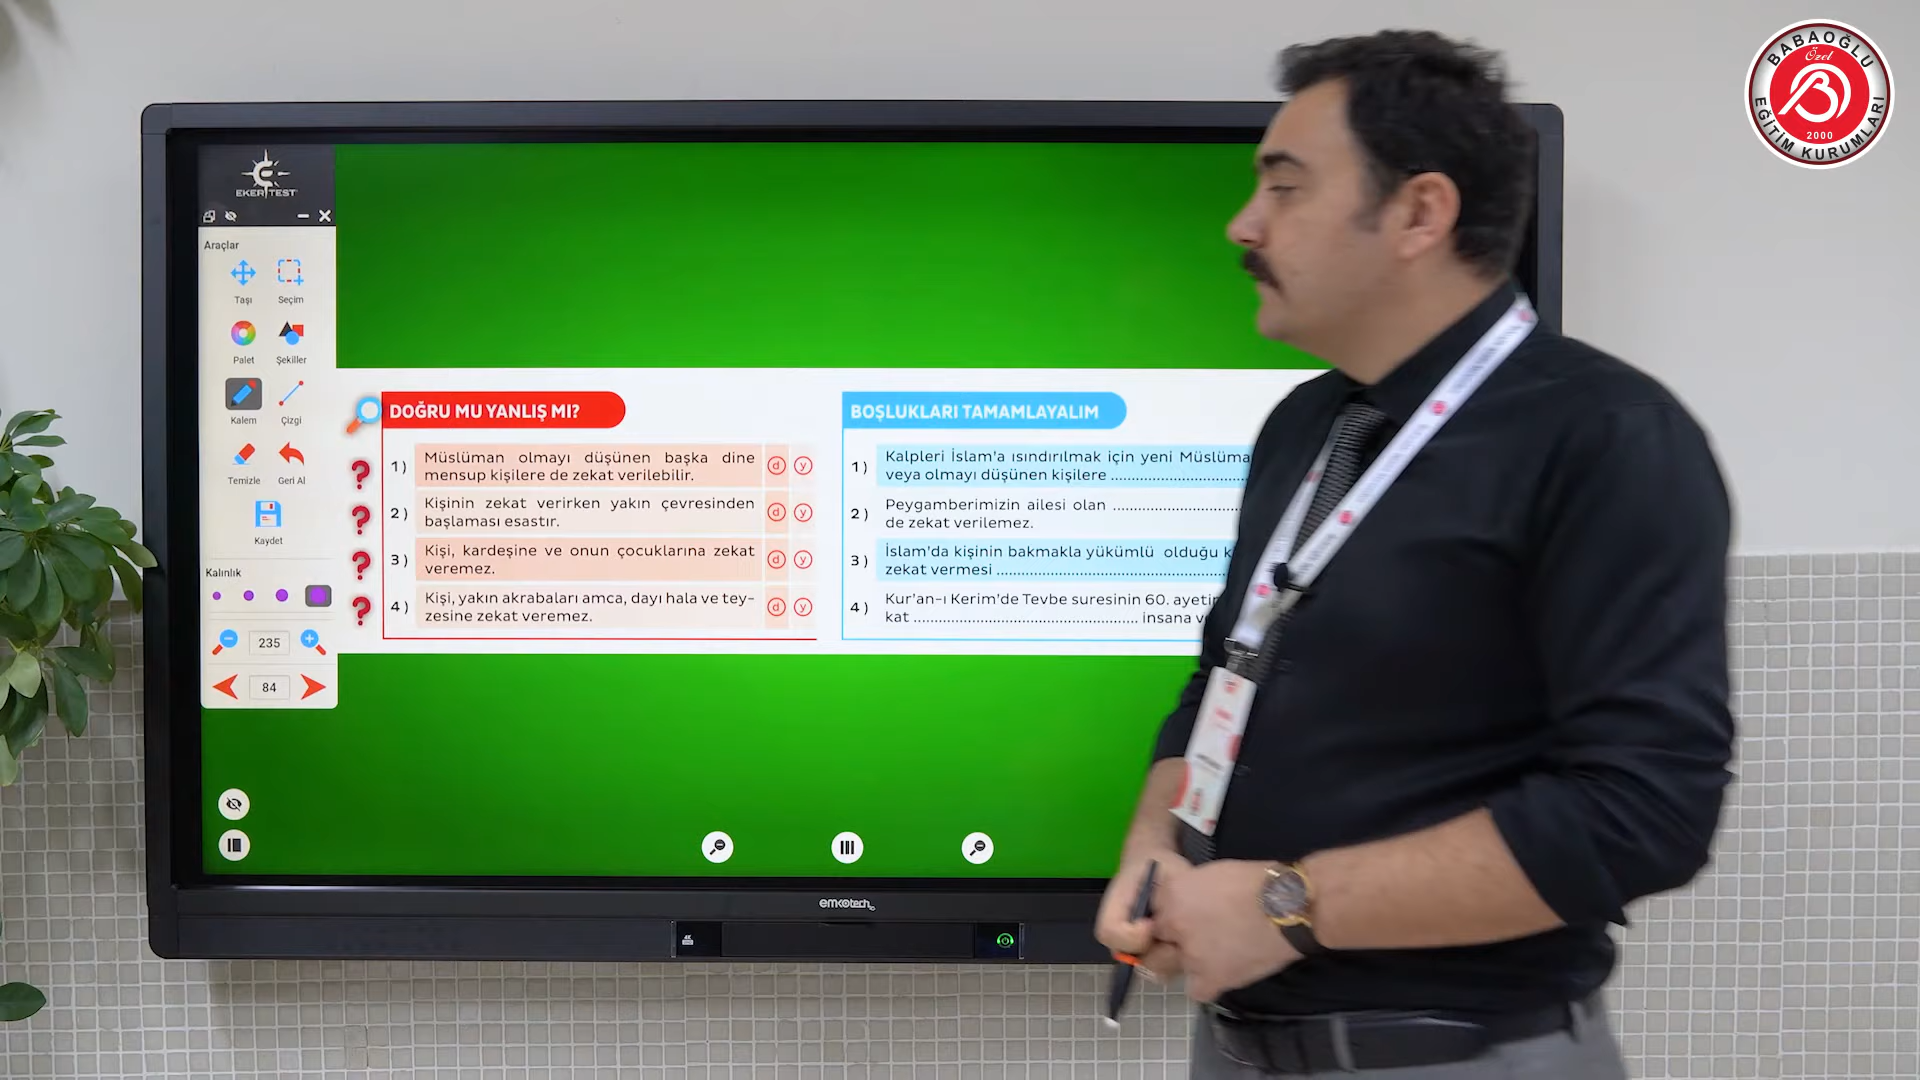 BABAOĞLU
Özel
B
2000
EĞİTİM KURUMLARI
EKER TEST
Araçlar
Taşı
Seçim
Palet
Şekiller
Kalem
Çizgi
Temizle
Geri Al
Kaydet
Kalınlık
235
84
DOĞRU MU YANLIŞ MI?
1) Müslüman olmayı düşünen başka dine
mensup kişilere de zekat verilebilir. d y
2) Kişinin zekat verirken yakın çevresinden
başlaması esastır. d y
3) Kişi, kardeşine ve onun çocuklarına zekat
veremez. d y
4) Kişi, yakın akrabaları amca, dayı hala ve tey-
zesine zekat veremez. d y
BOŞLUKLARI TAMAMLAYALIM
1) Kalpleri İslam'a ısındırılmak için yeni Müslüma
veya olmayı düşünen kişilere ...................................
2) Peygamberimizin ailesi olan ...................................
de zekat verilemez.
3) İslam'da kişinin bakmakla yükümlü olduğu k
zekat vermesi ............................................................
4) Kur'an-ı Kerim'de Tevbe suresinin 60. ayetin
kat ........................................................... insana v
emkotech